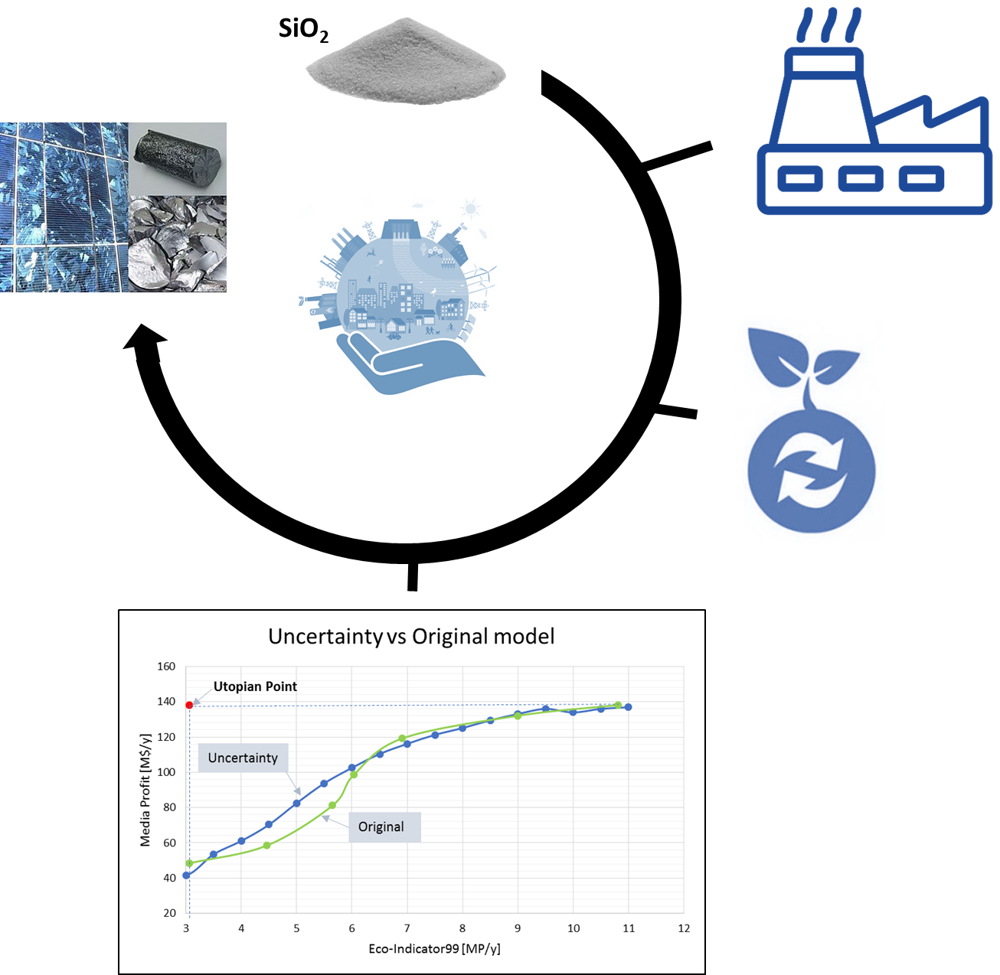 SiO₂
Uncertainty vs Original model
160
140
120
100
80
60
40
20
Media Profit [M$/y]
Utopian Point
Uncertainty
Original
3 4 5 6 7 8 9 10 11 12
Eco-Indicator99 [MP/y]